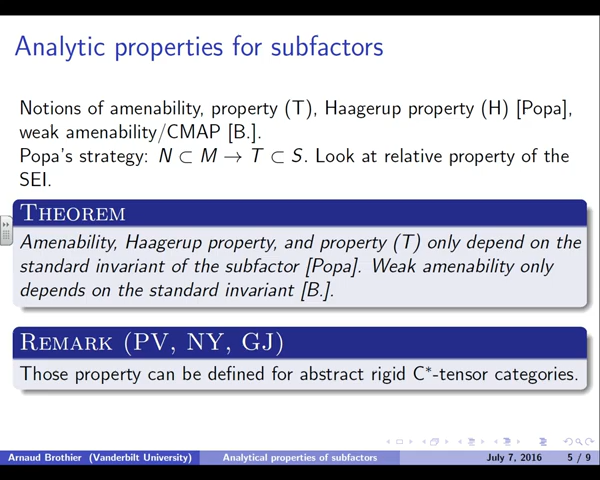 Analytic properties for subfactors
Notions of amenability, property (T), Haagerup property (H) [Popa],
weak amenability/CMAP [B.].
Popa's strategy: N ⊂ M → T ⊂ S. Look at relative property of the
SEI.
THEOREM
Amenability, Haagerup property, and property (T) only depend on the
standard invariant of the subfactor [Popa]. Weak amenability only
depends on the standard invariant [B.].
REMARK (PV, NY, GJ)
Those property can be defined for abstract rigid C*-tensor categories.
Arnaud Brothier (Vanderbilt University) Analytical properties of subfactors July 7, 2016 5 / 9